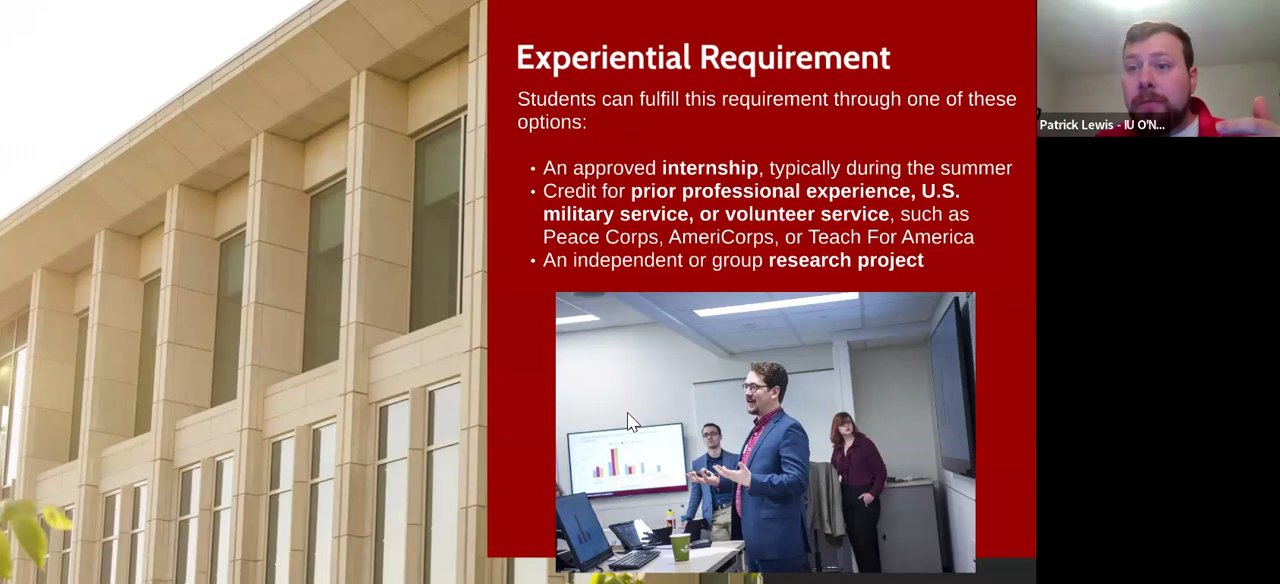 Experiential Requirement
Students can fulfill this requirement through one of these
options:
• An approved internship, typically during the summer
• Credit for prior professional experience, U.S.
military service, or volunteer service, such as
Peace Corps, AmeriCorps, or Teach For America
• An independent or group research project
Patrick Lewis - IU O'N...